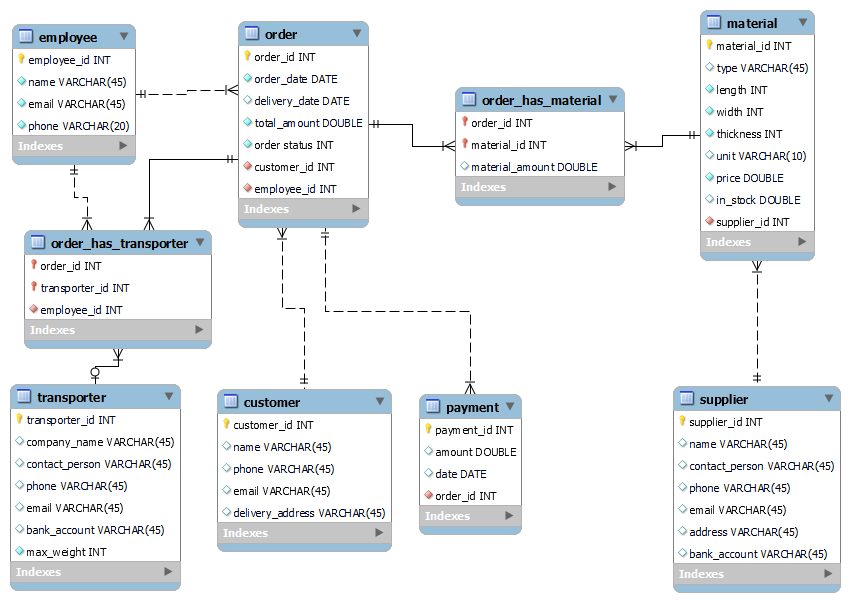 employee
employee_id INT
name VARCHAR(45)
email VARCHAR(45)
phone VARCHAR(20)
Indexes
order
order_id INT
order_date DATE
delivery_date DATE
total_amount DOUBLE
order status INT
customer_id INT
employee_id INT
Indexes
order_has_material
order_id INT
material_id INT
material_amount DOUBLE
Indexes
material
material_id INT
type VARCHAR(45)
length INT
width INT
thickness INT
unit VARCHAR(10)
price DOUBLE
in_stock DOUBLE
supplier_id INT
Indexes
order_has_transporter
order_id INT
transporter_id INT
employee_id INT
Indexes
transporter
transporter_id INT
company_name VARCHAR(45)
contact_person VARCHAR(45)
phone VARCHAR(45)
email VARCHAR(45)
bank_account VARCHAR(45)
max_weight INT
Indexes
customer
customer_id INT
name VARCHAR(45)
phone VARCHAR(45)
email VARCHAR(45)
delivery_address VARCHAR(45)
Indexes
payment
payment_id INT
amount DOUBLE
date DATE
order_id INT
Indexes
supplier
supplier_id INT
name VARCHAR(45)
contact_person VARCHAR(45)
phone VARCHAR(45)
email VARCHAR(45)
address VARCHAR(45)
bank_account VARCHAR(45)
Indexes